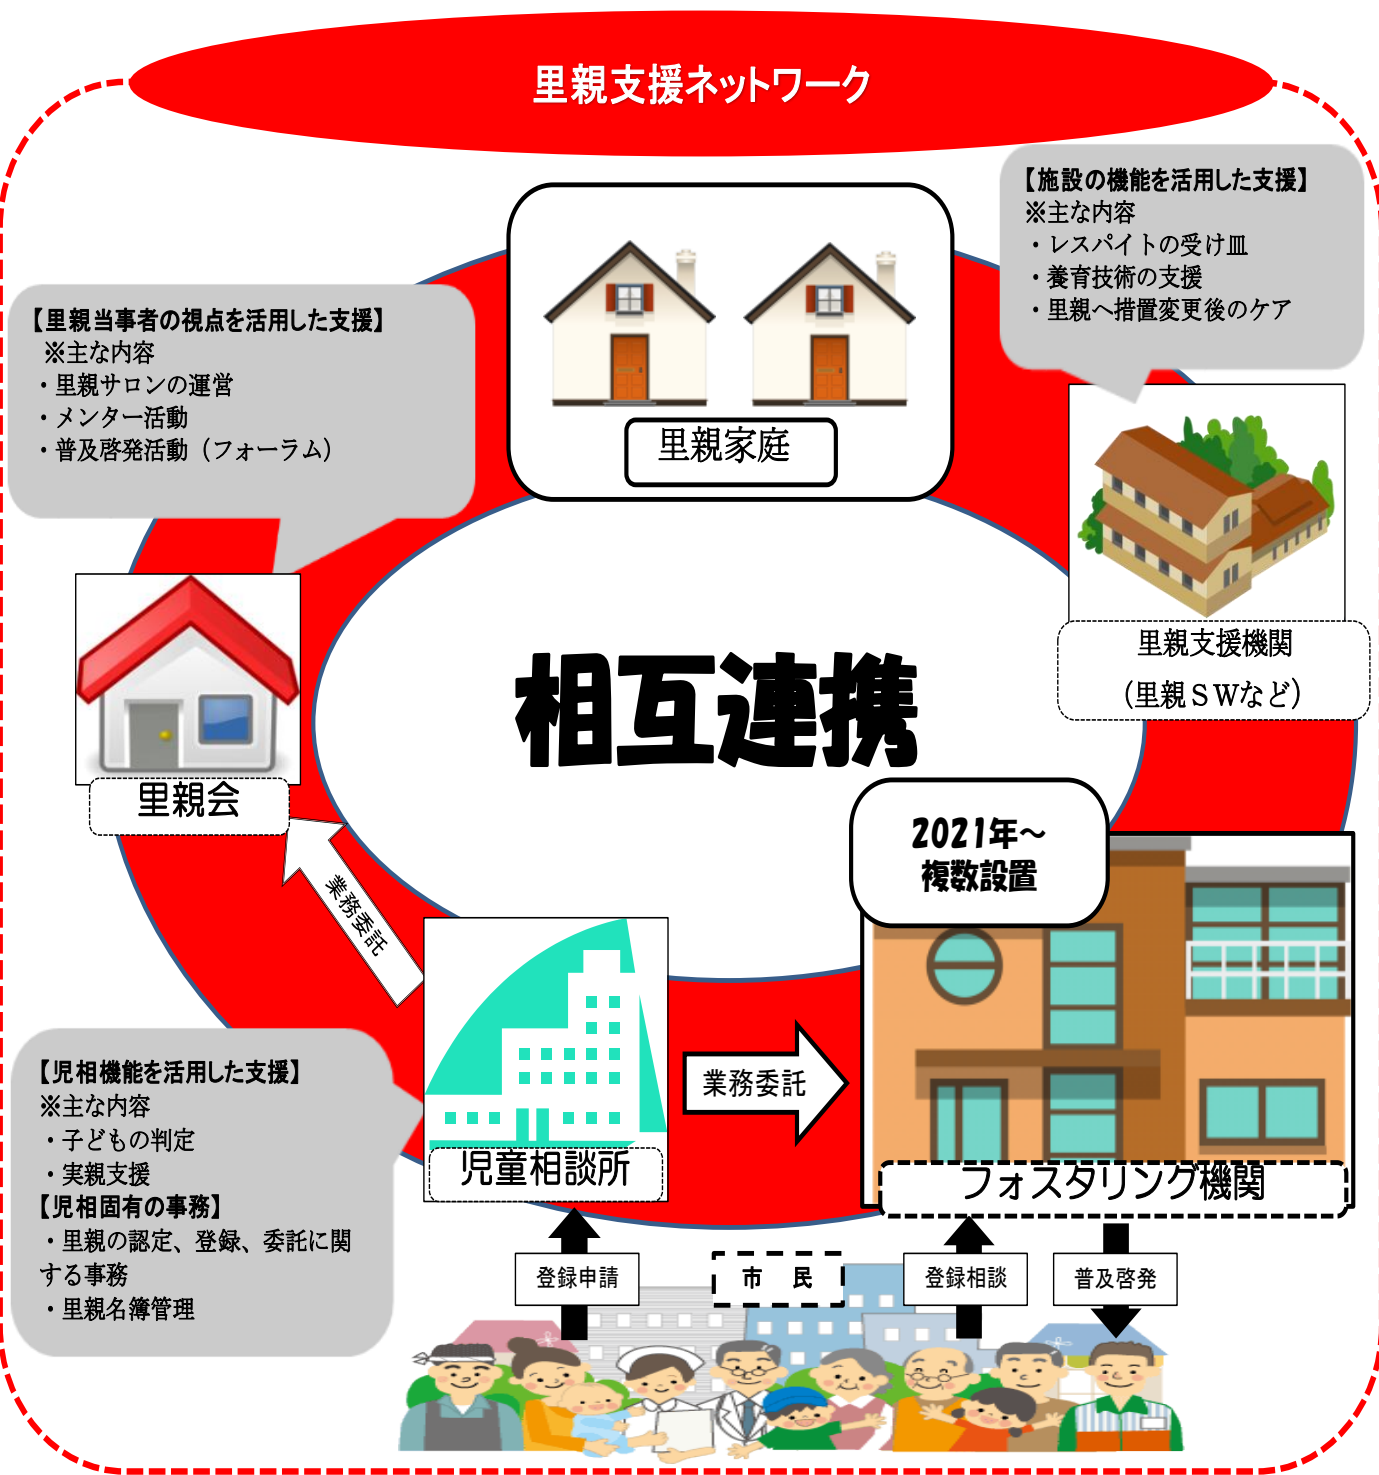 里親支援ネットワーク
【施設の機能を活用した支援】
※主な内容
・レスパイトの受け皿
・養育技術の支援
・里親へ措置変更後のケア
【里親当事者の視点を活用した支援】
※主な内容
・里親サロンの運営
・メンター活動
・普及啓発活動（フォーラム）
里親家庭
里親支援機関
（里親ＳＷなど）
相互連携
里親会
2021年～
複数設置
業務委託
【児相機能を活用した支援】
※主な内容
・子どもの判定
・実親支援
【児相固有の事務】
・里親の認定、登録、委託に関
する事務
・里親名簿管理
業務委託
児童相談所
フォスタリング機関
登録申請
市　民
登録相談
普及啓発